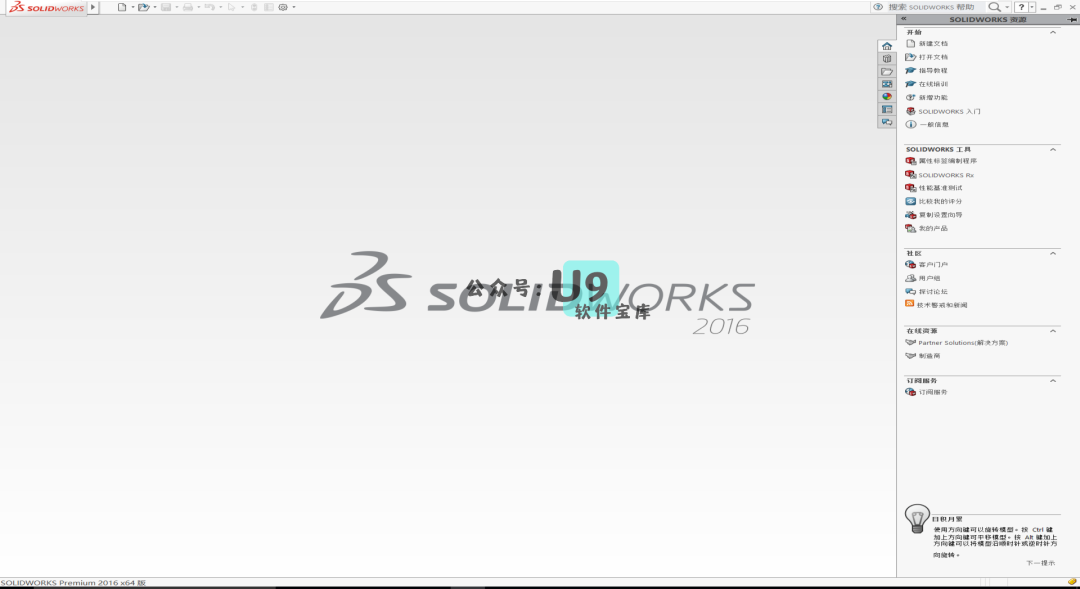 SOLIDWORKS
搜索 SOLIDWORKS 帮助
SOLIDWORKS 资源
开始
新建文档
打开文档
指导教程
在线培训
新增功能
SOLIDWORKS 入门
一般信息
SOLIDWORKS 工具
属性标签编制程序
SOLIDWORKS Rx
性能基准测试
比较我的评分
复制设置向导
我的产品
社区
客户门户
用户组
探讨论坛
技术警戒和新闻
在线资源
Partner Solutions(解决方案)
制造商
订阅服务
订阅服务
公众号:U9
软件宝库
SOLIDWORKS
2016
日积月累
使用方向键可以旋转模型。按 Ctrl 键
加上方向键可平移模型。按 Alt 键加上
方向键可以将模型沿顺时针或逆时针方
向旋转。
下一提示
SOLIDWORKS Premium 2016 x64 版